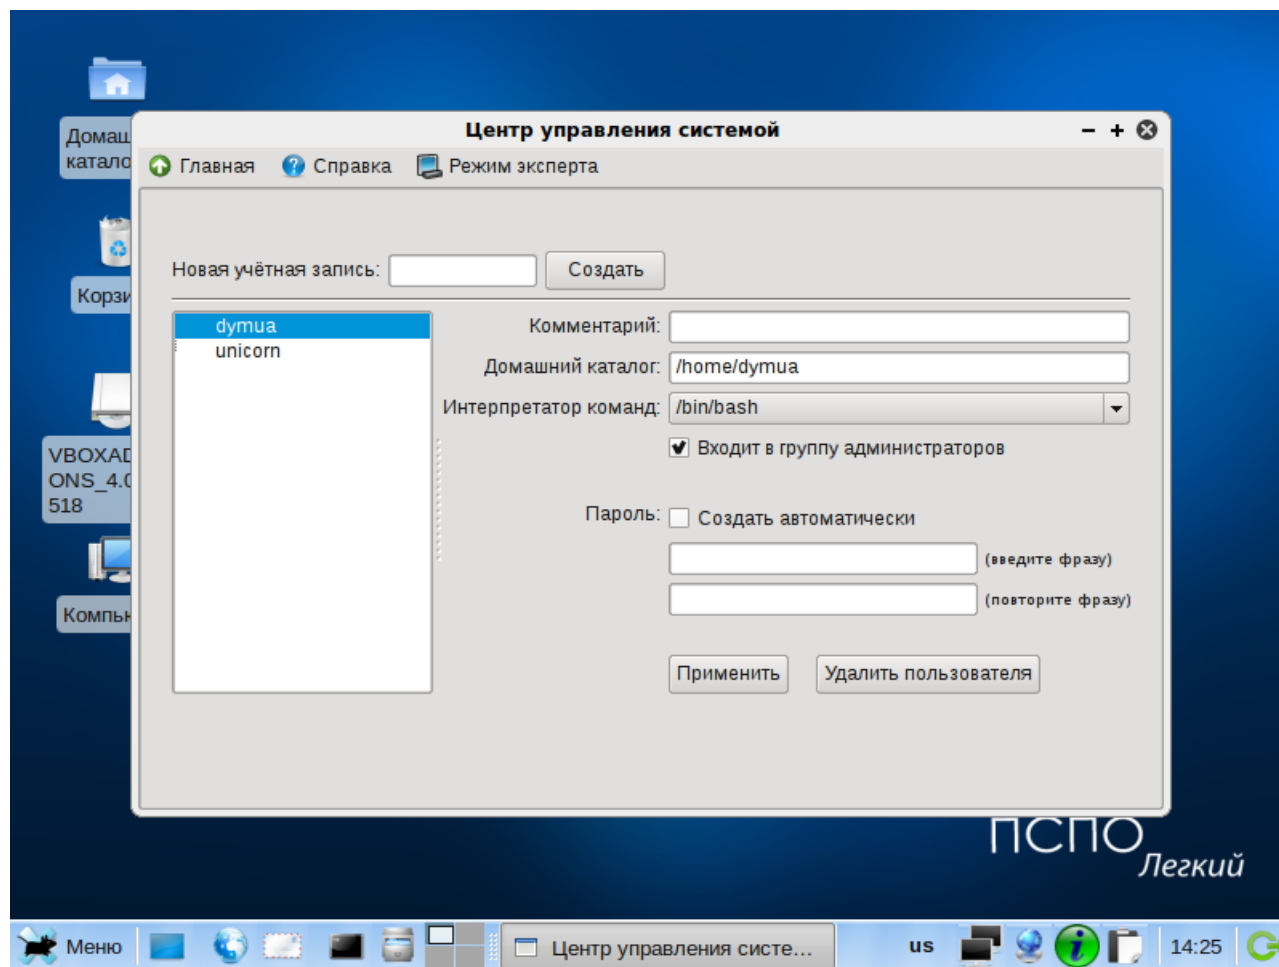 Центр управления системой
Главная
Справка
Режим эксперта
Новая учётная запись:
Создать
dymua
unicorn
Комментарий:
Домашний каталог:
/home/dymua
Интерпретатор команд:
/bin/bash
Входит в группу администраторов
Пароль:
Создать автоматически
(введите фразу)
(повторите фразу)
Применить
Удалить пользователя
Домаш
катало
Корзи
VBOXAD
ONS_4.0
518
Компьк
ПСПО
Легкий
Меню
Центр управления систе...
us
14:25